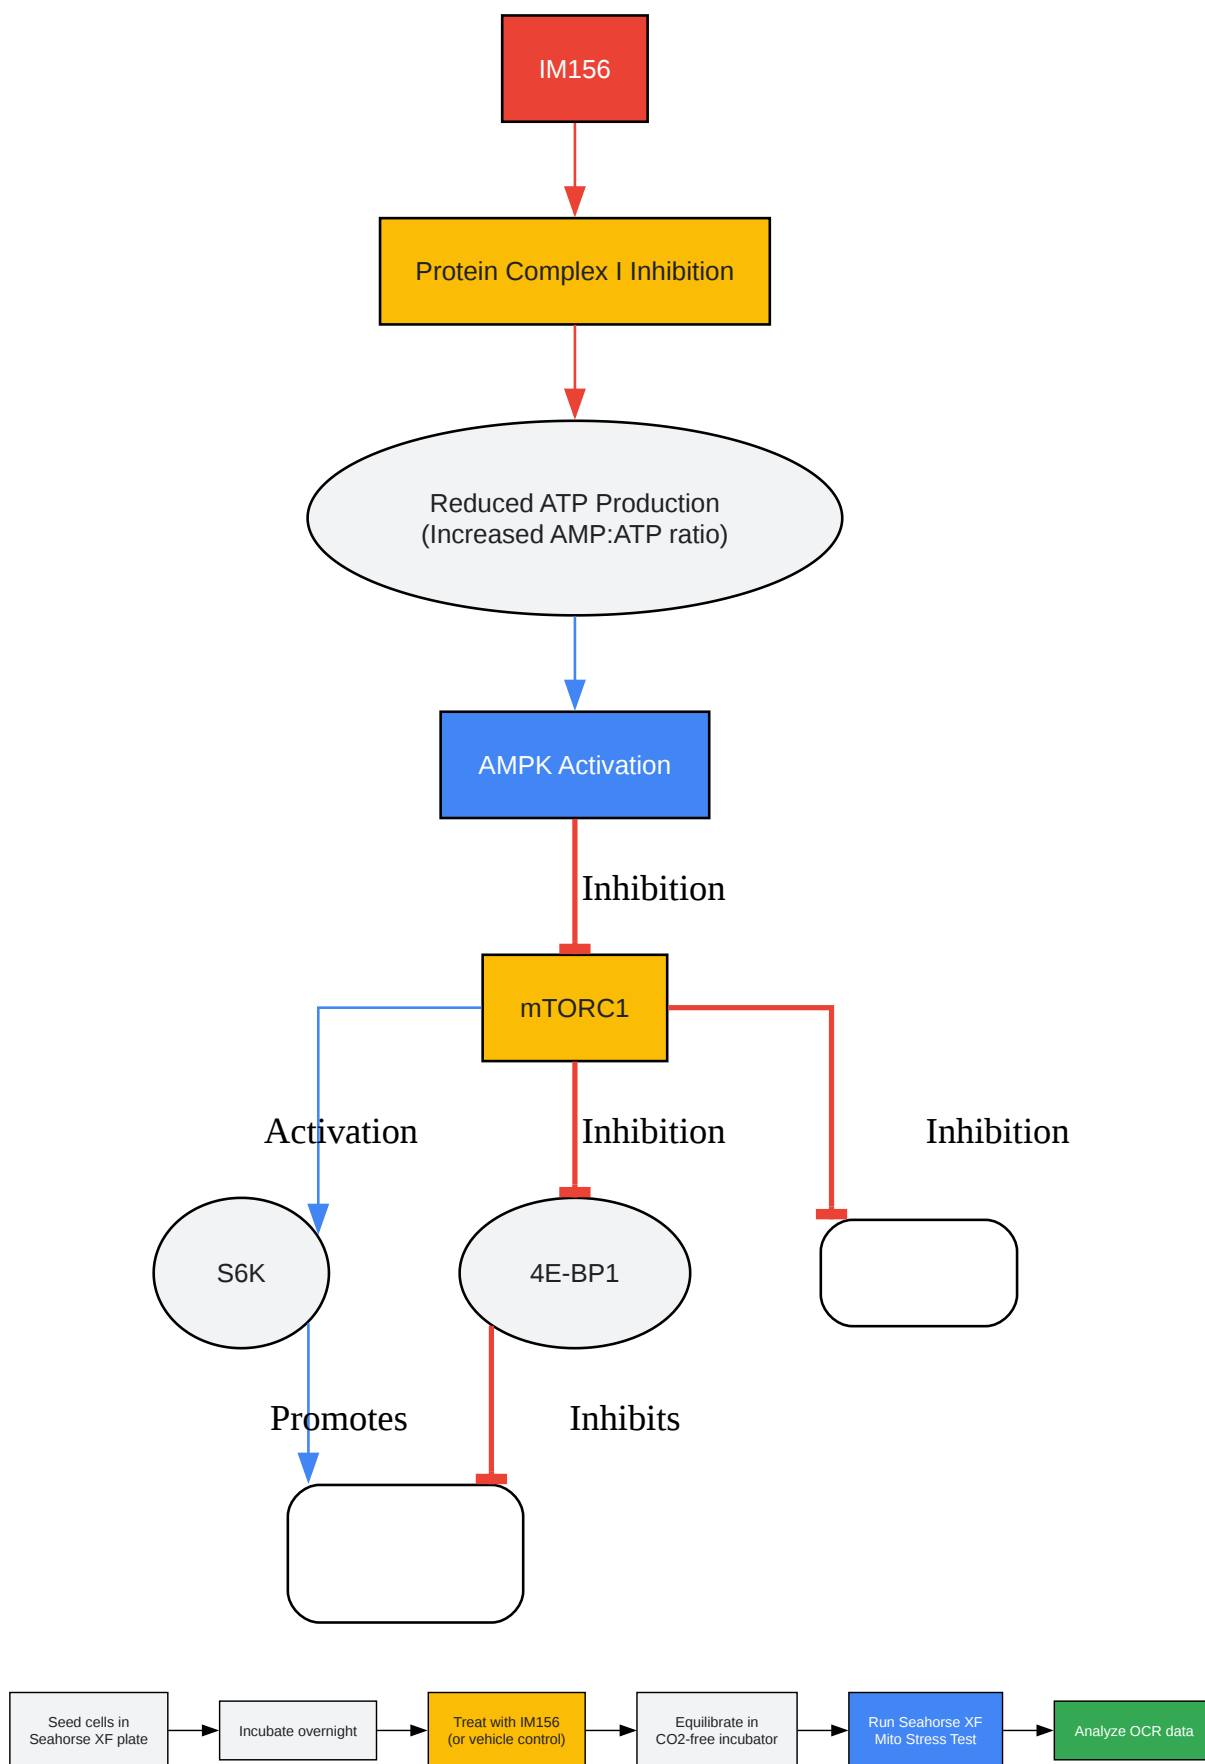 IM156
Protein Complex I Inhibition
Reduced ATP Production
(Increased AMP:ATP ratio)
AMPK Activation
Inhibition
mTORC1
Activation
Inhibition
Inhibition
S6K
4E-BP1
Promotes
Inhibits
Seed cells in
Seahorse XF plate
Incubate overnight
Treat with IM156
(or vehicle control)
Equilibrate in
CO2-free incubator
Run Seahorse XF
Mito Stress Test
Analyze OCR data